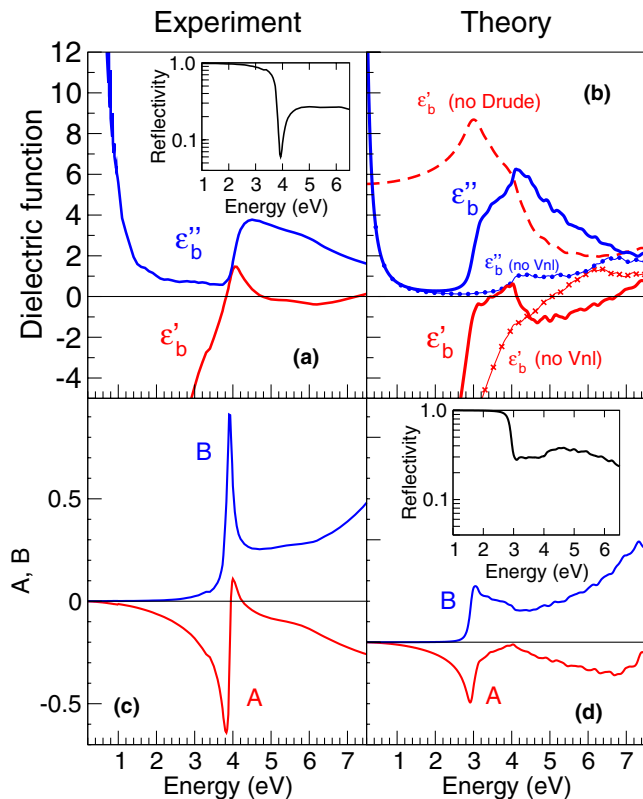 Experiment
Theory
12
10
8
6
4
2
0
-2
-4
Dielectric function
1.0
0.1
Reflectivity
1 2 3 4 5 6
Energy (eV)
ε''b
ε'b
(a)
ε'b (no Drude)
(b)
ε''b
ε''b (no Vnl)
ε'b
ε'b (no Vnl)
0.5
0
-0.5
A, B
B
A
(c)
1 2 3 4 5 6 7
Energy (eV)
1.0
0.1
Reflectivity
1 2 3 4 5 6
Energy (eV)
B
A
(d)
1 2 3 4 5 6 7
Energy (eV)